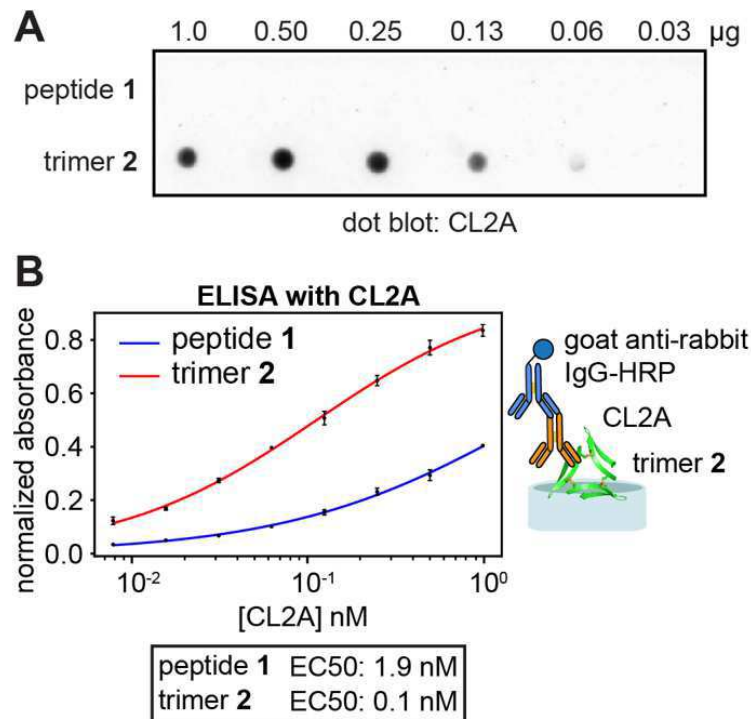 A
1.0 0.50 0.25 0.13 0.06 0.03 μg
peptide 1
trimer 2
dot blot: CL2A
B
ELISA with CL2A
normalized absorbance
0.8
0.6
0.4
0.2
0.0
peptide 1
trimer 2
10⁻² 10⁻¹ 10⁰
[CL2A] nM
goat anti-rabbit
IgG-HRP
CL2A
trimer 2
peptide 1 EC50: 1.9 nM
trimer 2 EC50: 0.1 nM